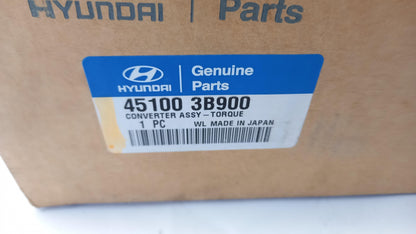 HYUNDAI | Parts
HYUNDAI
Genuine
Parts
45100 3B900
CONVERTER ASSY-TORQUE
1 PC WL MADE IN JAPAN